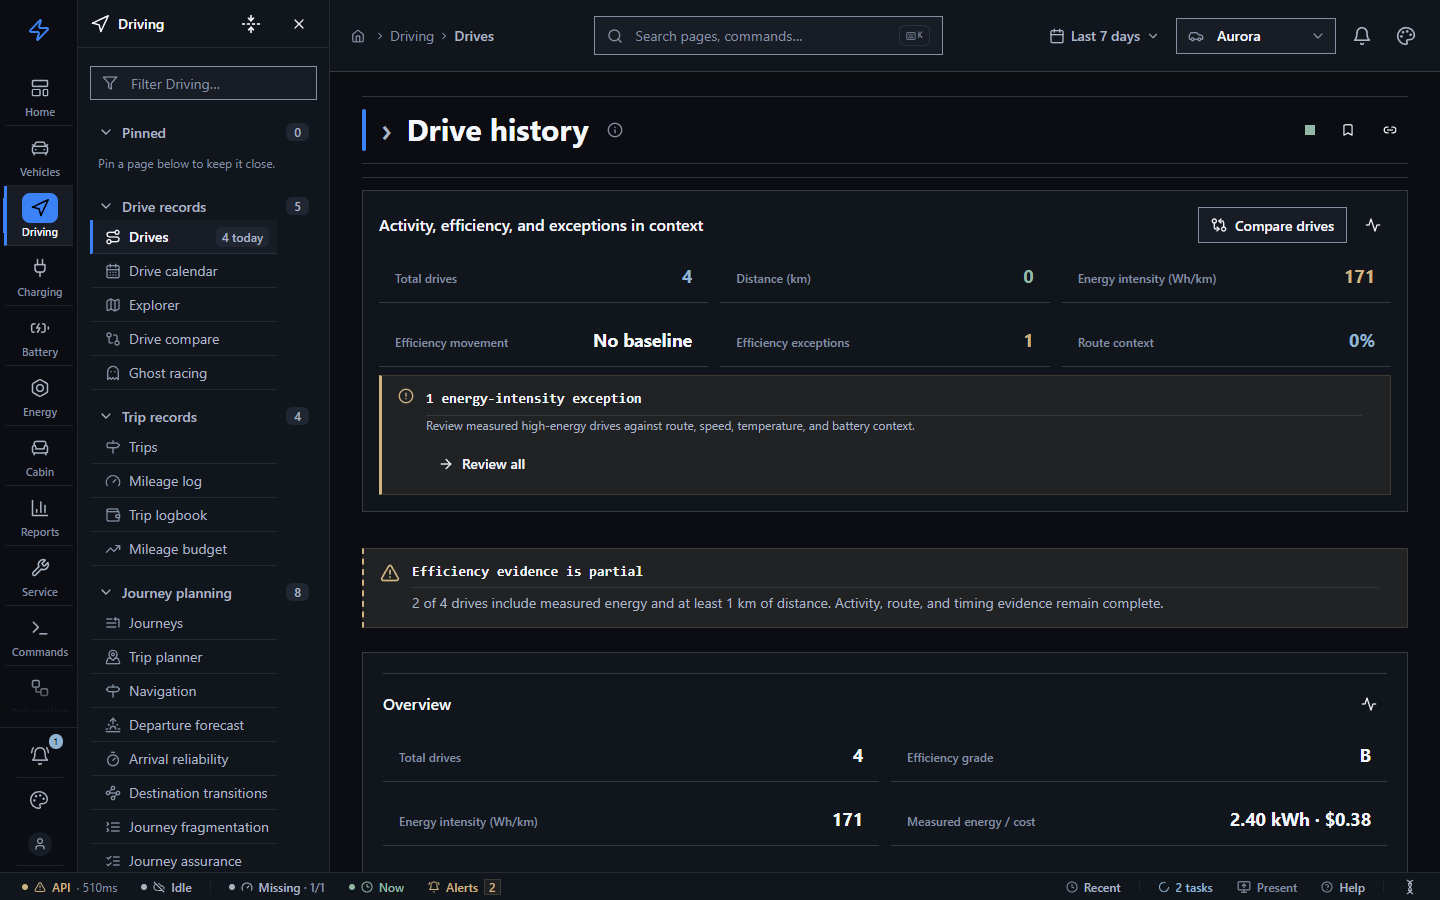 Home
Vehicles
Driving
Charging
Battery
Energy
Cabin
Reports
Service
Commands
1
Driving
Filter Driving...
Pinned 0
Pin a page below to keep it close.
Drive records 5
Drives 4 today
Drive calendar
Explorer
Drive compare
Ghost racing
Trip records 4
Trips
Mileage log
Trip logbook
Mileage budget
Journey planning 8
Journeys
Trip planner
Navigation
Departure forecast
Arrival reliability
Destination transitions
Journey fragmentation
Journey assurance
Driving Drives
Search pages, commands... K
Last 7 days
Aurora
Drive history
Activity, efficiency, and exceptions in context
Compare drives
Total drives 4
Distance (km) 0
Energy intensity (Wh/km) 171
Efficiency movement No baseline
Efficiency exceptions 1
Route context 0%
1 energy-intensity exception
Review measured high-energy drives against route, speed, temperature, and battery context.
Review all
Efficiency evidence is partial
2 of 4 drives include measured energy and at least 1 km of distance. Activity, route, and timing evidence remain complete.
Overview
Total drives 4
Efficiency grade B
Energy intensity (Wh/km) 171
Measured energy / cost 2.40 kWh · $0.38
API · 510ms
Idle
Missing · 1/1
Now
Alerts 2
Recent
2 tasks
Present
Help